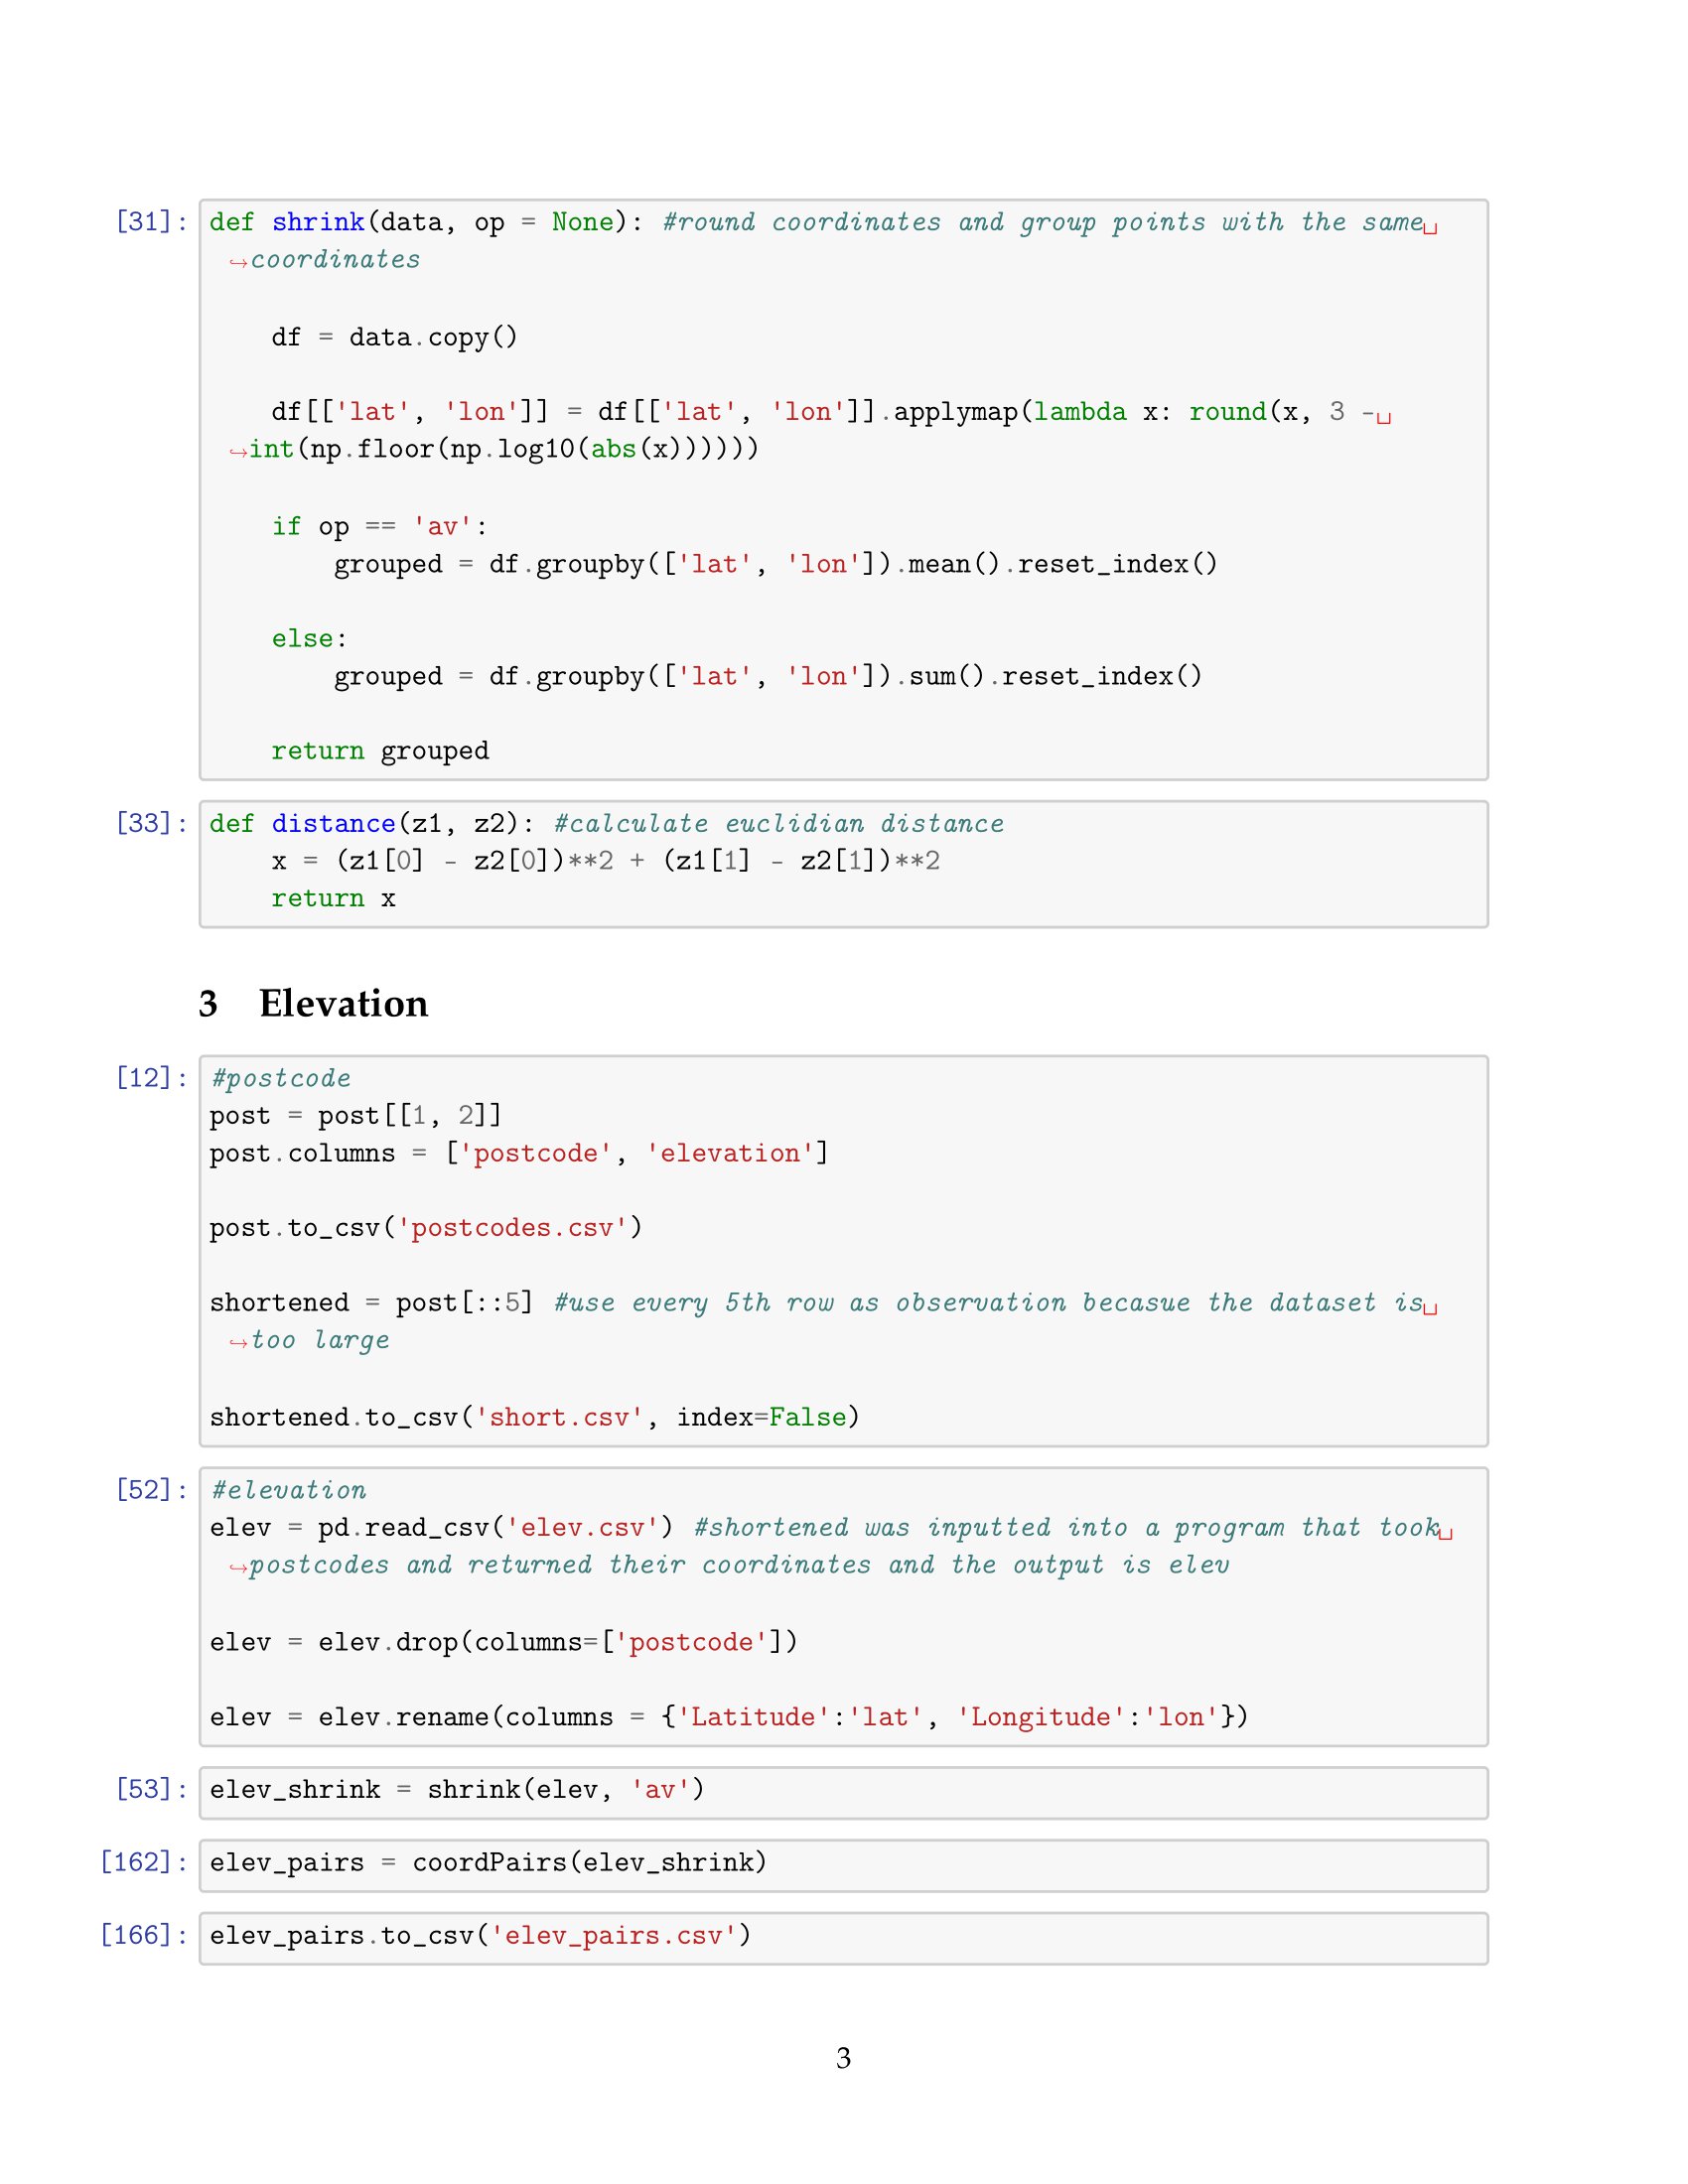 [31]: def shrink(data, op = None): #round coordinates and group points with the same␣
↪coordinates
df = data.copy()
df[['lat', 'lon']] = df[['lat', 'lon']].applymap(lambda x: round(x, 3 -␣
↪int(np.floor(np.log10(abs(x))))))
if op == 'av':
grouped = df.groupby(['lat', 'lon']).mean().reset_index()
else:
grouped = df.groupby(['lat', 'lon']).sum().reset_index()
return grouped
[33]: def distance(z1, z2): #calculate euclidian distance
x = (z1[0] - z2[0])**2 + (z1[1] - z2[1])**2
return x
3 Elevation
[12]: #postcode
post = post[[1, 2]]
post.columns = ['postcode', 'elevation']
post.to_csv('postcodes.csv')
shortened = post[::5] #use every 5th row as observation becasue the dataset is␣
↪too large
shortened.to_csv('short.csv', index=False)
[52]: #elevation
elev = pd.read_csv('elev.csv') #shortened was inputted into a program that took␣
↪postcodes and returned their coordinates and the output is elev
elev = elev.drop(columns=['postcode'])
elev = elev.rename(columns = {'Latitude':'lat', 'Longitude':'lon'})
[53]: elev_shrink = shrink(elev, 'av')
[162]: elev_pairs = coordPairs(elev_shrink)
[166]: elev_pairs.to_csv('elev_pairs.csv')
3